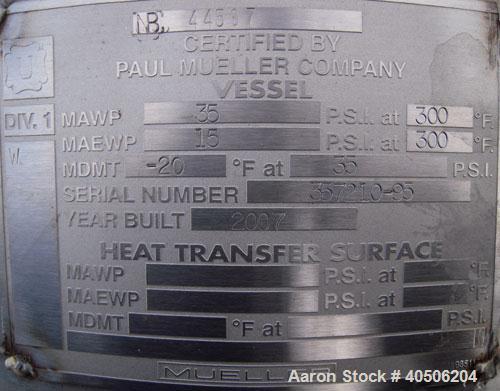 NB 44517
CERTIFIED BY
PAUL MUELLER COMPANY
VESSEL
U
DIV. 1
W
MAWP 35 P.S.I. at 300 °F.
MAEWP 15 P.S.I. at 300 °F.
MDMT -20 °F at 35 P.S.I.
SERIAL NUMBER 357210-95
YEAR BUILT 2007
HEAT TRANSFER SURFACE
MAWP P.S.I. at °F.
MAEWP P.S.I. at °F.
MDMT °F at P.S.I.
MUELLER
Aaron Stock # 40506204